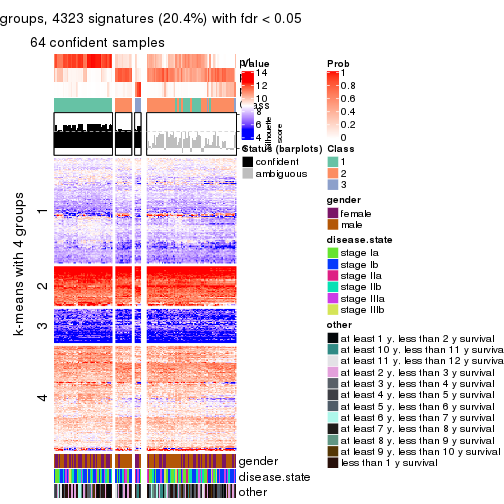 groups, 4323 signatures (20.4%) with fdr < 0.05
64 confident samples
k-means with 4 groups
1
2
3
4
Class
Silhouette
score
Value
14
12
10
8
6
4
Status (barplots)
confident
ambiguous
Prob
1
0.8
0.6
0.4
0.2
0
Class
1
2
3
gender
female
male
disease.state
stage Ia
stage Ib
stage IIa
stage IIb
stage IIIa
stage IIIb
other
at least 1 y. less than 2 y survival
at least 10 y. less than 11 y surviva
at least 11 y. less than 12 y surviva
at least 2 y. less than 3 y survival
at least 3 y. less than 4 y survival
at least 4 y. less than 5 y survival
at least 5 y. less than 6 y survival
at least 6 y. less than 7 y survival
at least 7 y. less than 8 y survival
at least 8 y. less than 9 y survival
at least 9 y. less than 10 y survival
less than 1 y survival
gender
disease.state
other